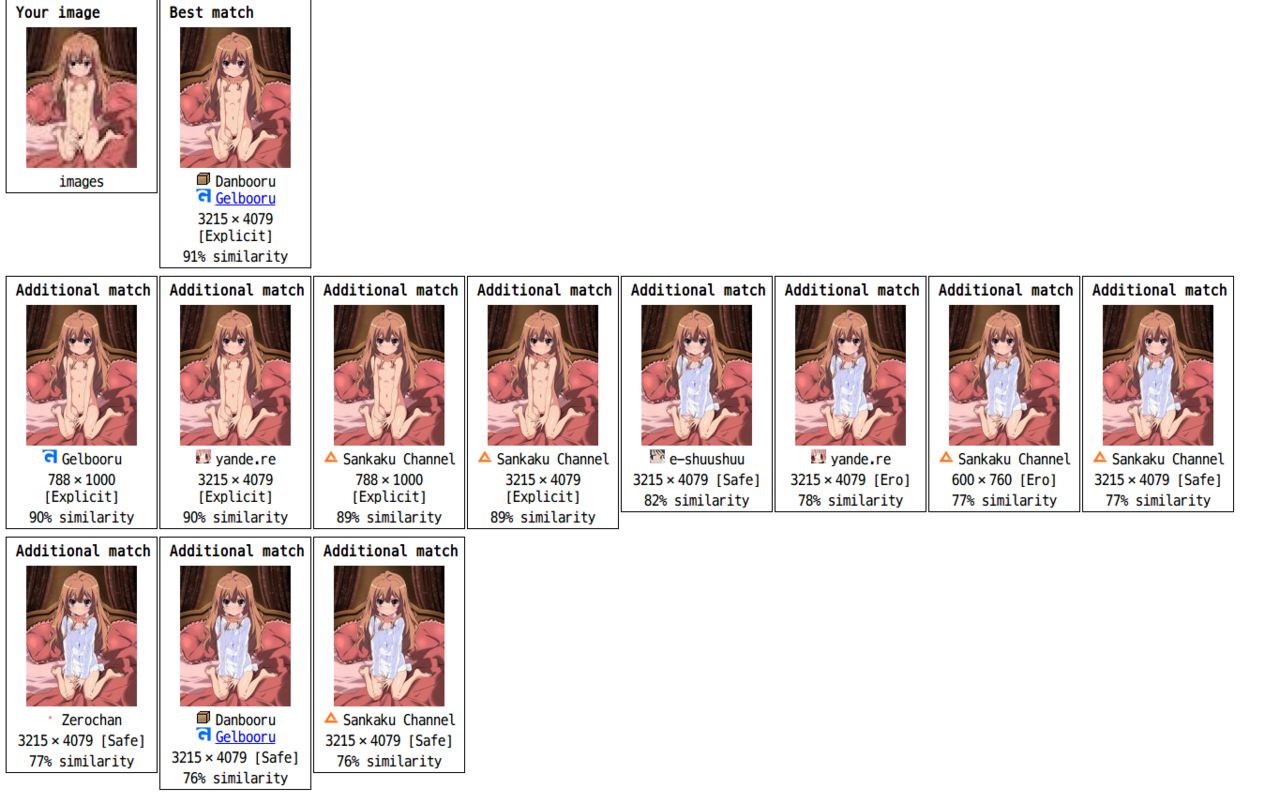 Your image
images
Best match
Danbooru
Gelbooru
3215×4079
[Explicit]
91% similarity
Additional match
Gelbooru
788×1000
[Explicit]
90% similarity
Additional match
yande.re
3215×4079
[Explicit]
90% similarity
Additional match
Sankaku Channel
788×1000
[Explicit]
89% similarity
Additional match
Sankaku Channel
3215×4079
[Explicit]
89% similarity
Additional match
e-shuushuu
3215×4079 [Safe]
82% similarity
Additional match
yande.re
3215×4079 [Ero]
78% similarity
Additional match
Sankaku Channel
600×760 [Ero]
77% similarity
Additional match
Sankaku Channel
3215×4079 [Safe]
77% similarity
Additional match
Zerochan
3215×4079 [Safe]
77% similarity
Additional match
Danbooru
Gelbooru
3215×4079 [Safe]
76% similarity
Additional match
Sankaku Channel
3215×4079 [Safe]
76% similarity